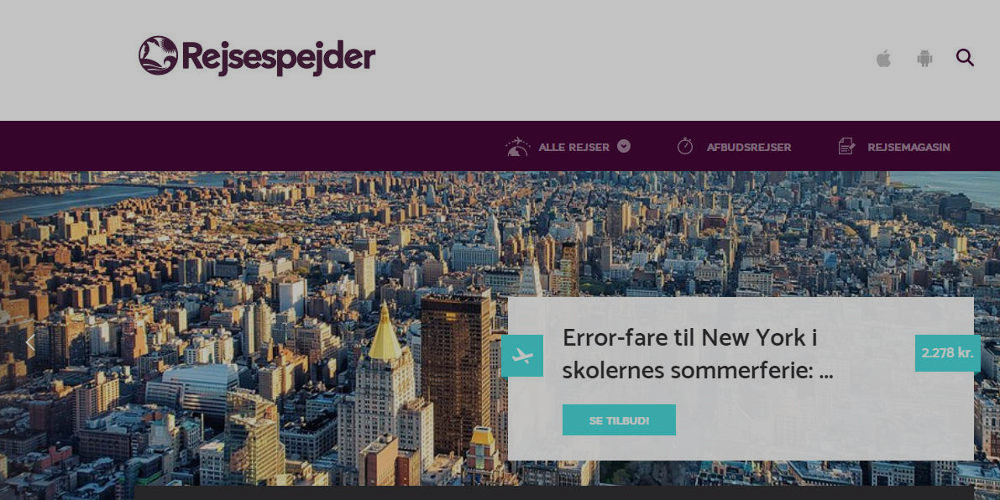 Rejsespejder
ALLE REJSER
AFBUDSREJSER
REJSEMAGASIN
Error-fare til New York i
skolernes sommerferie: ...
2.278 kr.
SE TILBUD!